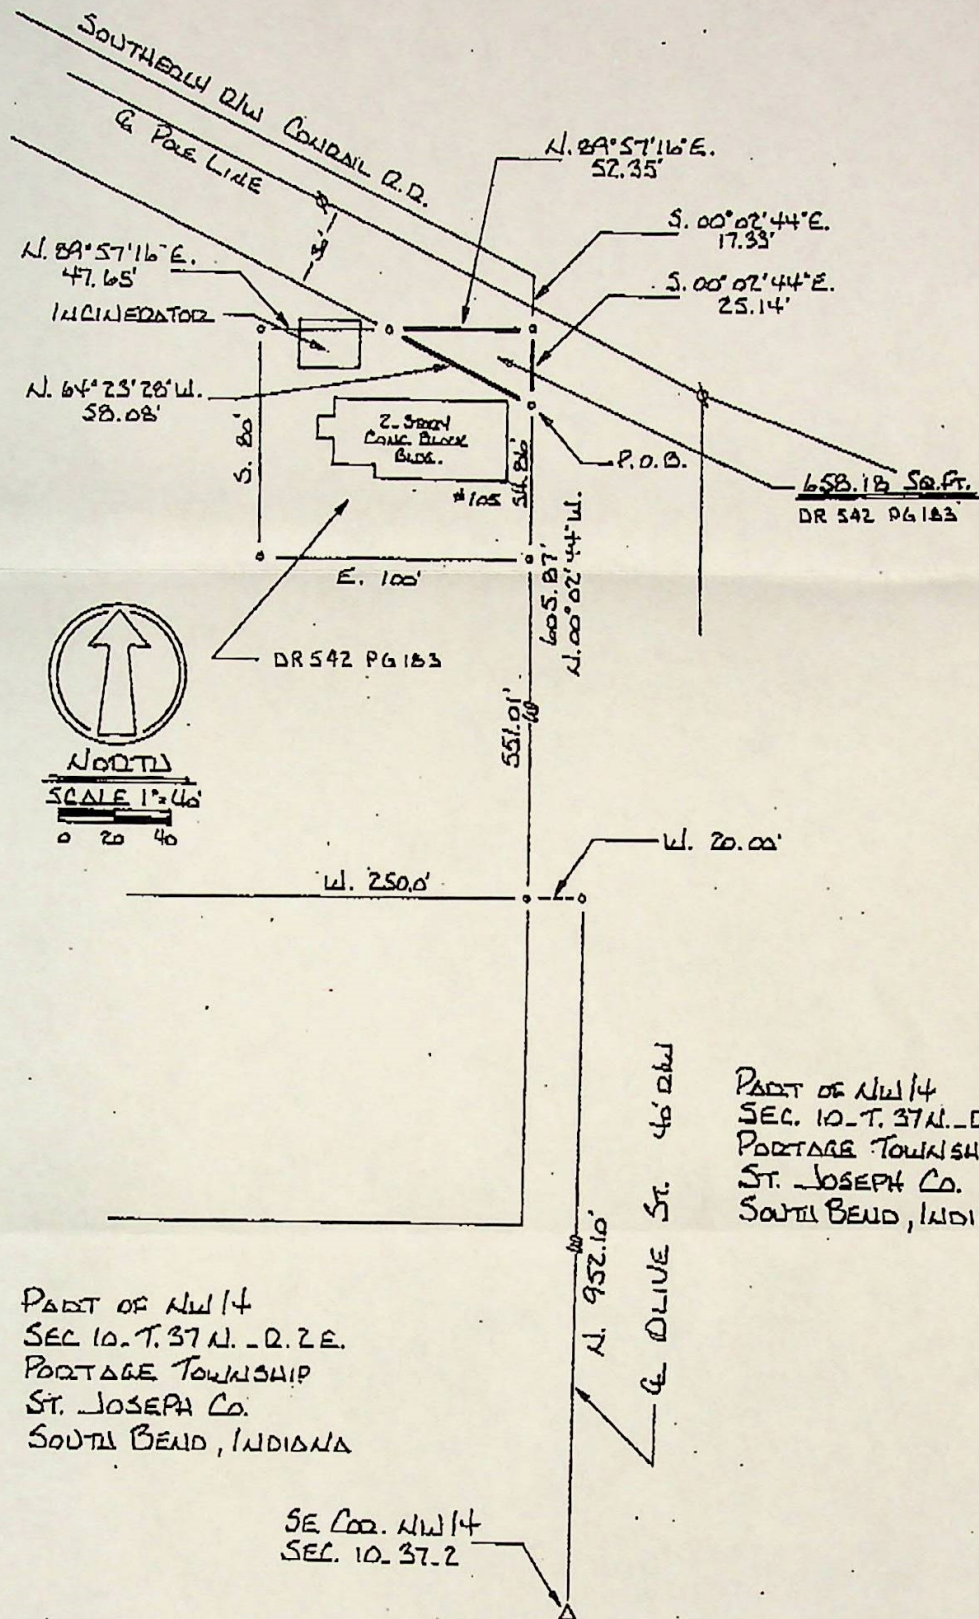 SOUTHERLY R/W CONRAIL R.R.
℄ POLE LINE
N. 89°57'16"E.
52.35'
S. 00°02'44"E.
17.33'
N. 89°57'16"E.
47.65'
S. 00°02'44"E.
25.14'
INCINERATOR
N. 64°23'28"W.
58.08'
S. 80'
2-STORY
CONC. BLOCK
BLDG.
#105
54.86'
P.O.B.
658.18 SQ.FT.
DR 542 PG 183
E. 100'
605.87'
N. 00°02'44"W.
DR 542 PG 183
551.01'
NORTH
SCALE 1"=40'
0 20 40
W. 20.00'
W. 250.0'
N. 952.10'
℄ OLIVE ST. 40' R/W
PART OF NW 1/4
SEC. 10-T. 37 N.
PORTAGE
ST. JOSEPH CO.
SOUTH BEND,
PART OF NW 1/4
SEC 10-T. 37 N.-R. 2 E.
PORTAGE TOWNSHIP
ST. JOSEPH CO.
SOUTH BEND, INDIANA
SE COR. NW 1/4
SEC. 10-37-2